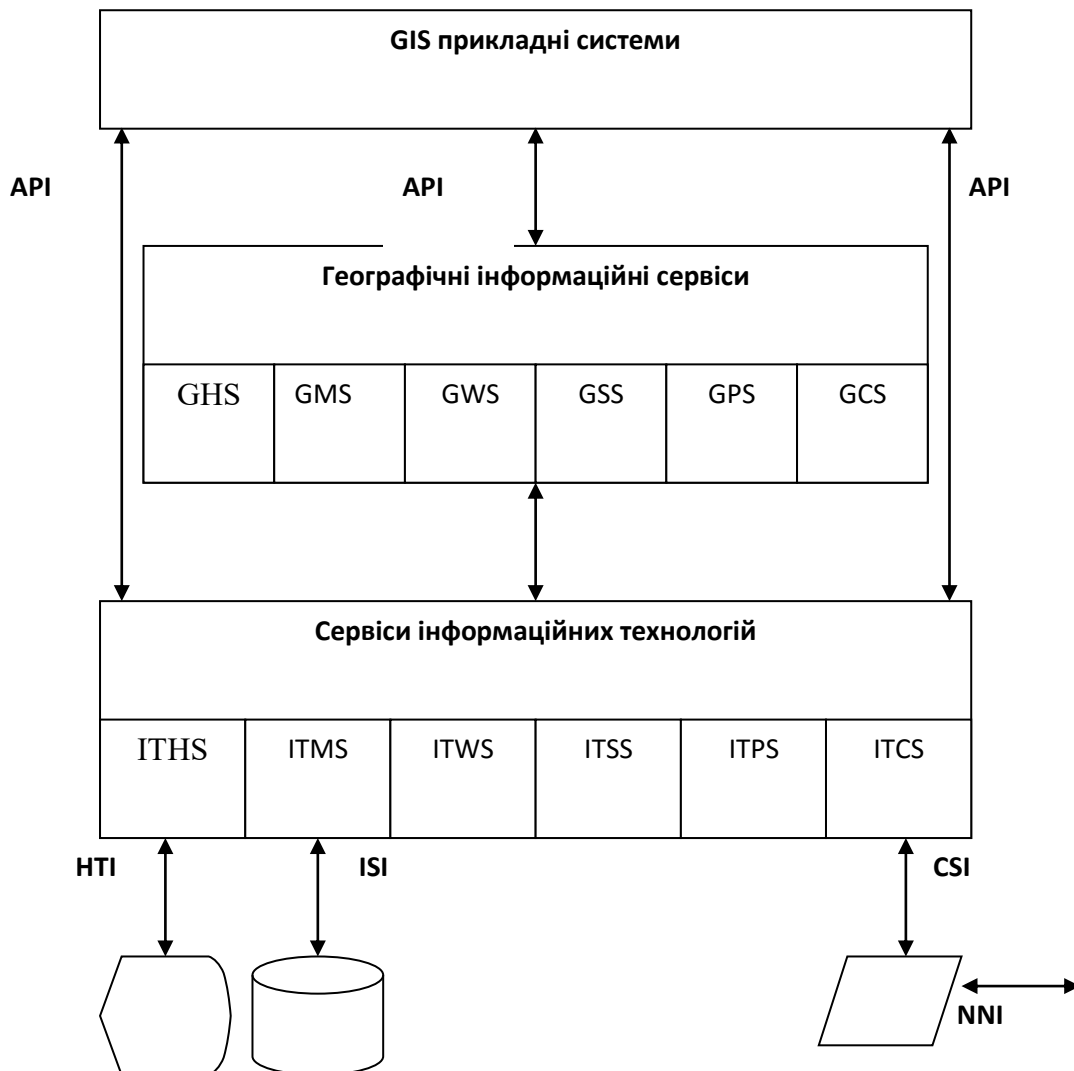 GIS прикладні системи
API API API
Географічні інформаційні сервіси
GHS GMS GWS GSS GPS GCS
Сервіси інформаційних технологій
ITHS ITMS ITWS ITSS ITPS ITCS
HTI ISI CSI
NNI